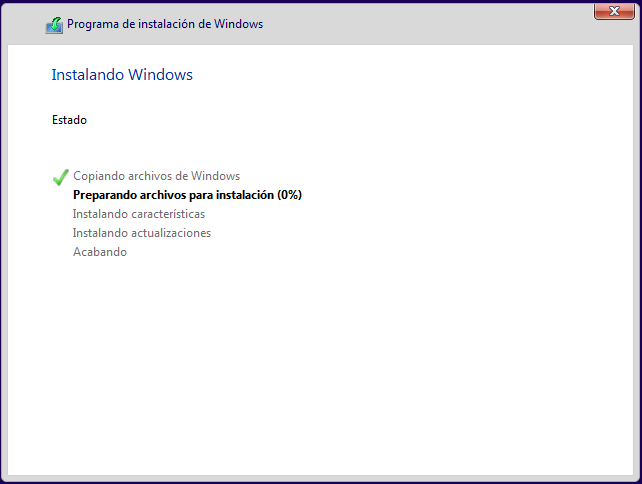 Programa de instalación de Windows
Instalando Windows
Estado
Copiando archivos de Windows
Preparando archivos para instalación (0%)
Instalando características
Instalando actualizaciones
Acabando